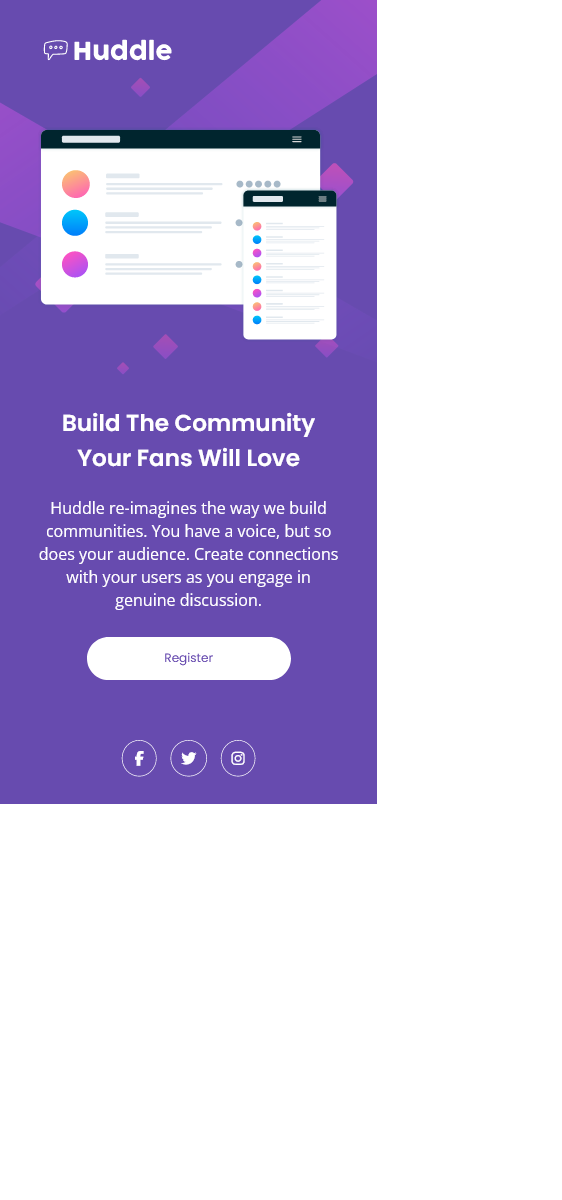 Huddle
Build The Community
Your Fans Will Love
Huddle re-imagines the way we build
communities. You have a voice, but so
does your audience. Create connections
with your users as you engage in
genuine discussion.
Register